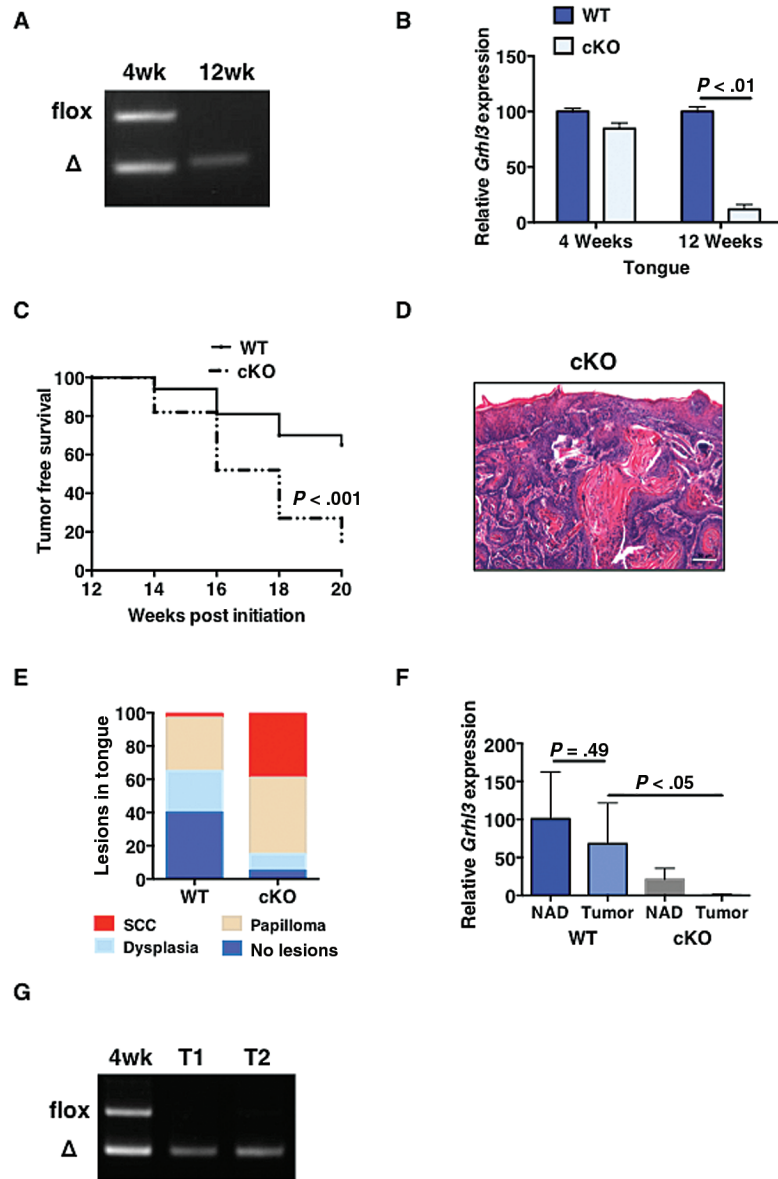 A
4wk 12wk
flox
Δ
B
WT
cKO
Relative Grhl3 expression
150
100
50
0
P < .01
4 Weeks 12 Weeks
Tongue
C
WT
cKO
Tumor free survival
100
80
60
40
20
0
P < .001
12 14 16 18 20
Weeks post initiation
D
cKO
E
Lesions in tongue
100
80
60
40
20
0
WT cKO
SCC Papilloma
Dysplasia No lesions
F
Relative Grhl3 expression
200
150
100
50
0
P = .49
P < .05
NAD Tumor NAD Tumor
WT cKO
G
4wk T1 T2
flox
Δ